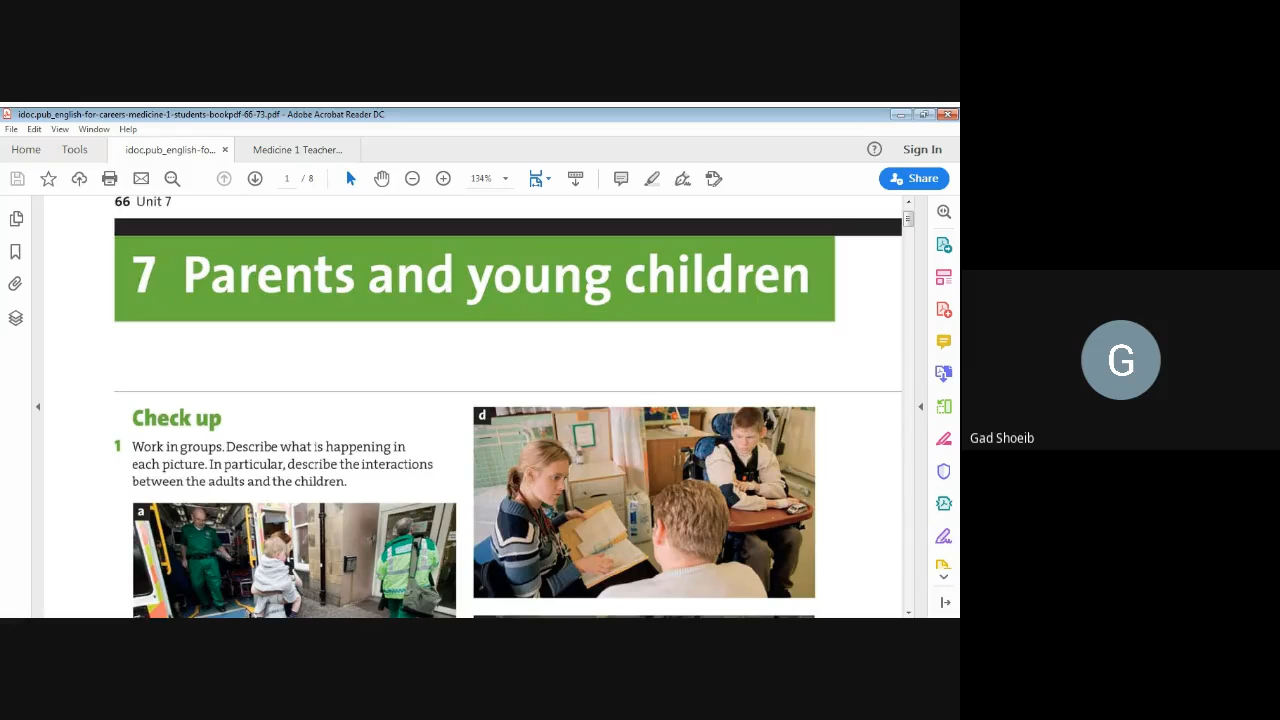 idoc.pub_english-for-careers-medicine-1-students-bookpdf-66-73.pdf - Adobe Acrobat Reader DC
File Edit View Window Help
Home Tools idoc.pub_english-fo... × Medicine 1 Teacher... ? Sign In
1 / 8 134% Share
66 Unit 7
7 Parents and young children
Check up
1 Work in groups. Describe what is happening in
each picture. In particular, describe the interactions
between the adults and the children.
a
d
G
Gad Shoeib